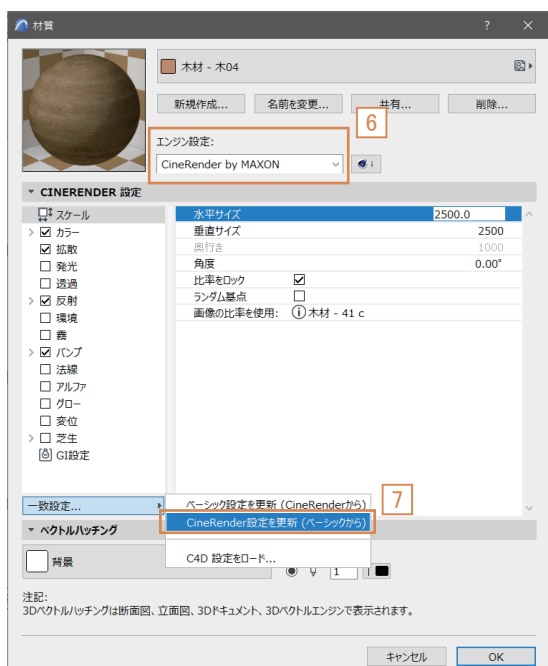 材質
? ×
木材 - 木04
新規作成... 名前を変更... 共有... 削除...
6
エンジン設定:
CineRender by MAXON
CINERENDER 設定
スケール
カラー
拡散
発光
透過
反射
環境
霧
バンプ
法線
アルファ
グロー
変位
芝生
GI設定
水平サイズ 2500.0
垂直サイズ 2500
奥行き 1000
角度 0.00°
比率をロック
ランダム基点
画像の比率を使用: 木材 - 41 c
一致設定...
ベーシック設定を更新 (CineRenderから)
7
CineRender設定を更新 (ベーシックから)
C4D 設定をロード...
ベクトルハッチング
背景
1
注記:
3Dベクトルハッチングは断面図、立面図、3Dドキュメント、3Dベクトルエンジンで表示されます。
キャンセル OK